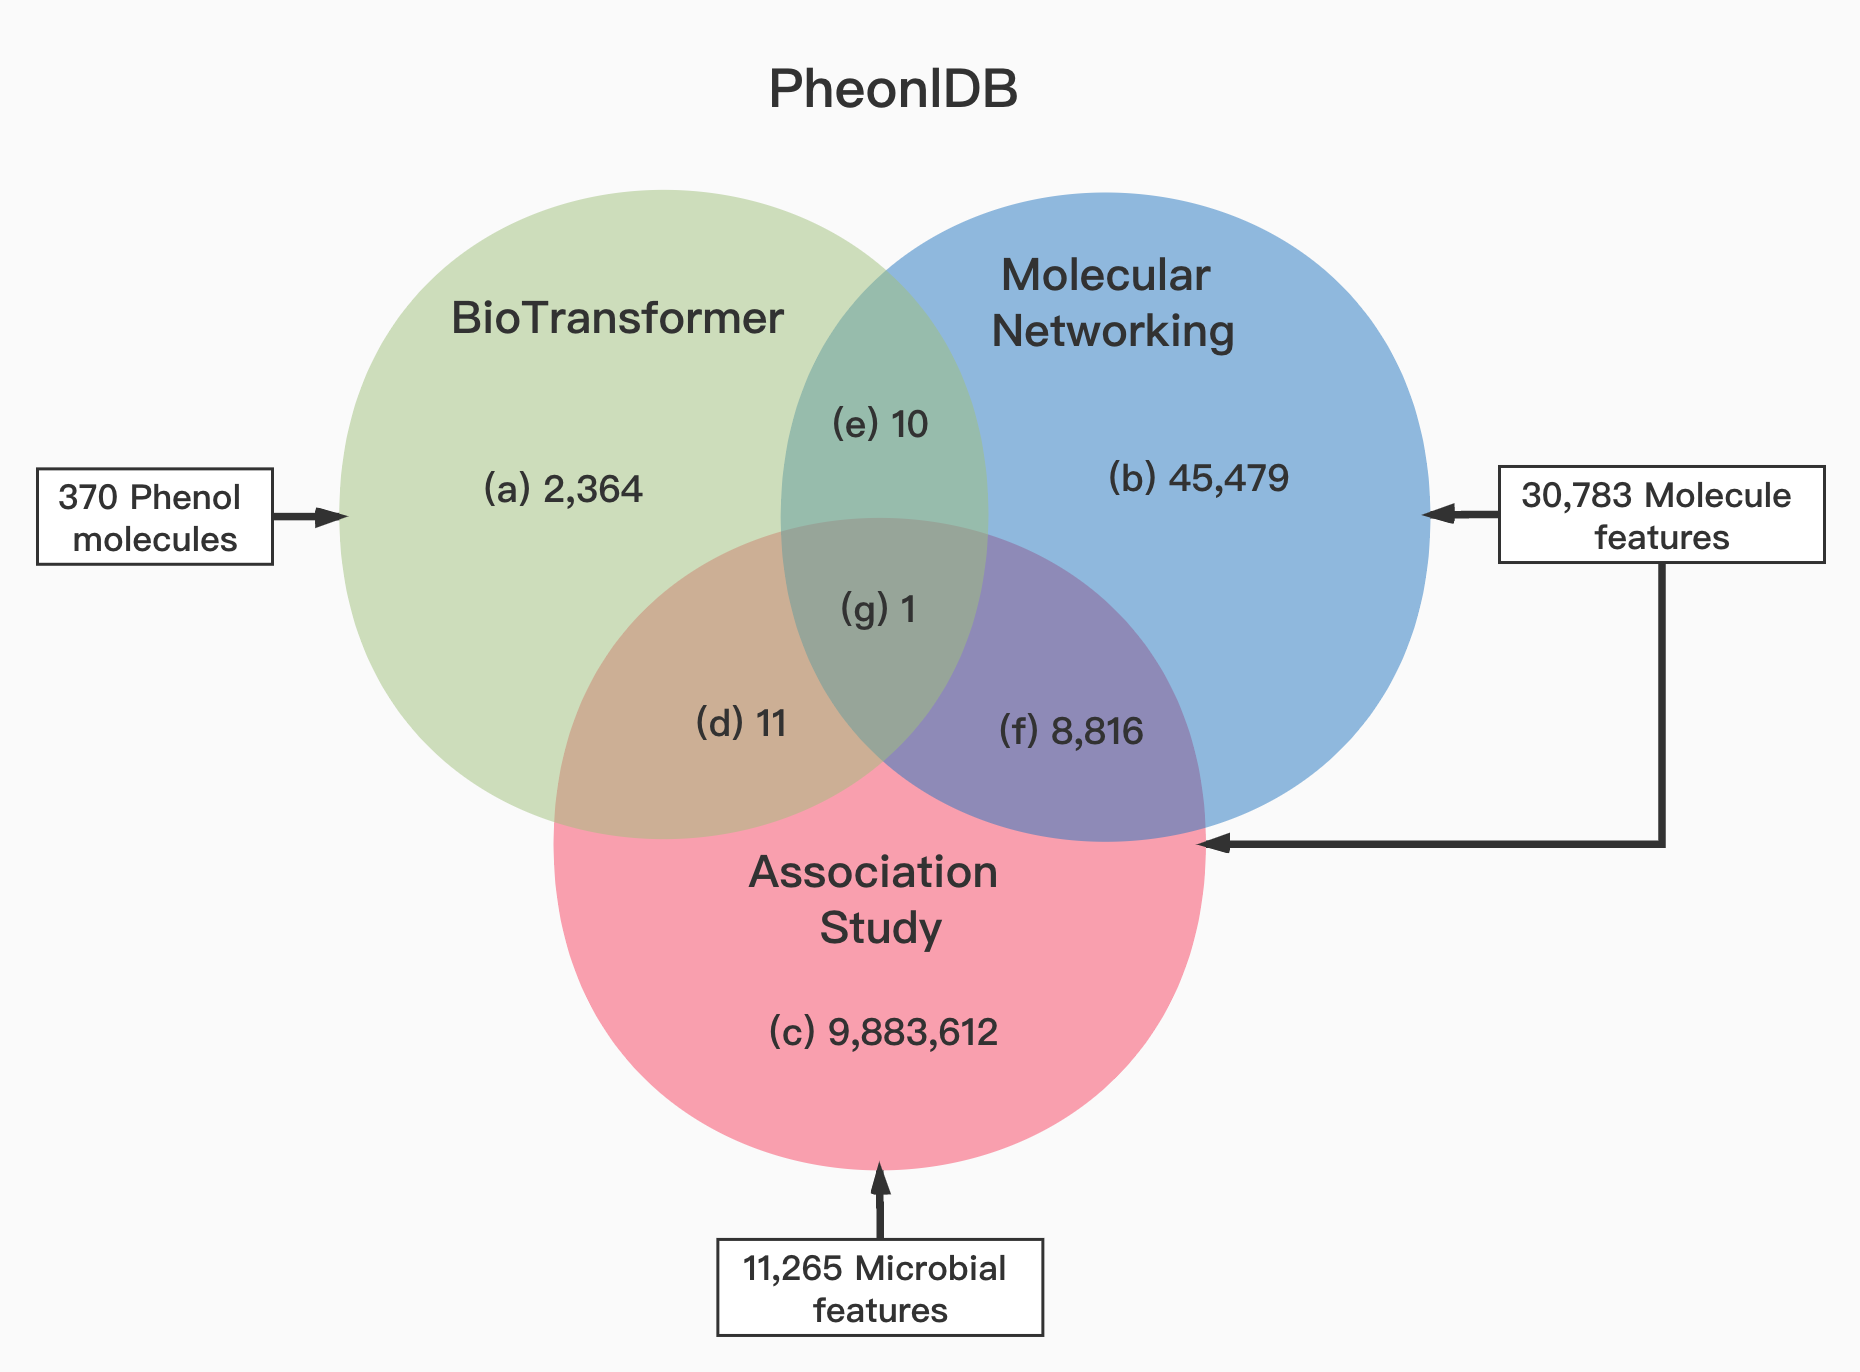 PheonIDB
BioTransformer
Molecular
Networking
(e) 10
(a) 2,364
(b) 45,479
370 Phenol
molecules
30,783 Molecule
features
(g) 1
(d) 11
(f) 8,816
Association
Study
(c) 9,883,612
11,265 Microbial
features